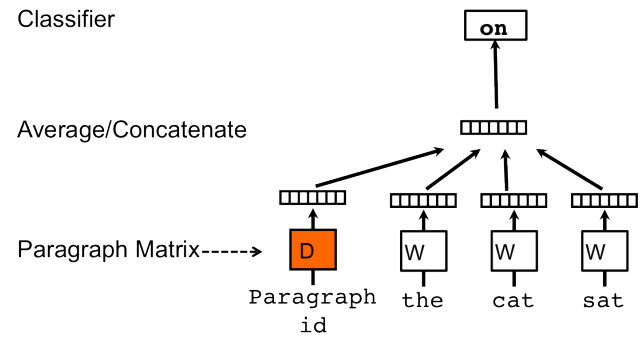 Classifier
on
Average/Concatenate
Paragraph Matrix
D W W W
Paragraph the cat sat
id